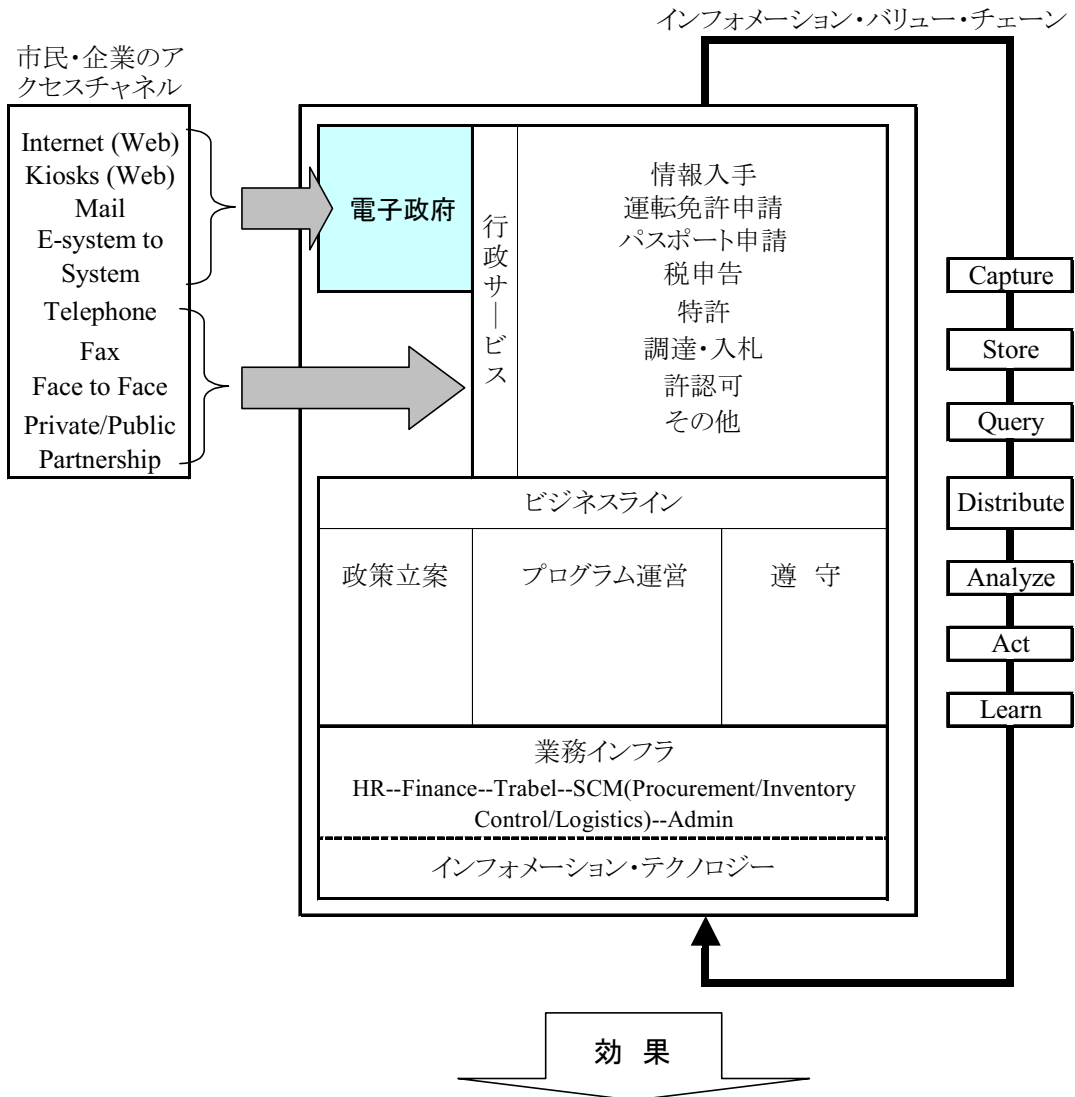 インフォメーション・バリュー・チェーン
市民・企業のア
クセスチャネル
Internet (Web)
Kiosks (Web)
Mail
E-system to
System
Telephone
Fax
Face to Face
Private/Public
Partnership
電子政府
行政サービス
情報入手
運転免許申請
パスポート申請
税申告
特許
調達・入札
許認可
その他
ビジネスライン
政策立案
プログラム運営
遵 守
業務インフラ
HR--Finance--Trabel--SCM(Procurement/Inventory
Control/Logistics)--Admin
インフォメーション・テクノロジー
Capture
Store
Query
Distribute
Analyze
Act
Learn
効 果